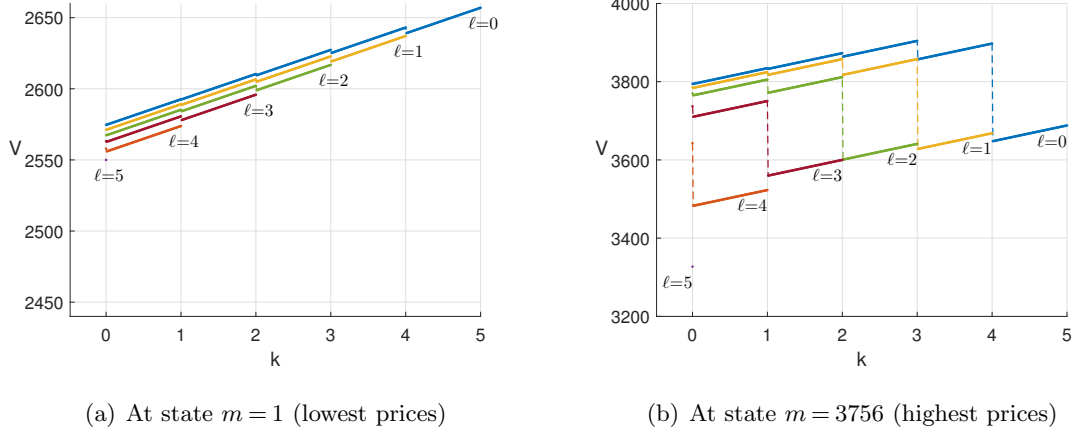 2650
2600
2550
2500
2450
V
0
1
2
3
4
5
k
ℓ=0
ℓ=1
ℓ=2
ℓ=3
ℓ=4
ℓ=5
(a) At state m = 1 (lowest prices)
4000
3800
3600
3400
3200
V
0
1
2
3
4
5
k
ℓ=0
ℓ=1
ℓ=2
ℓ=3
ℓ=4
ℓ=5
(b) At state m = 3756 (highest prices)